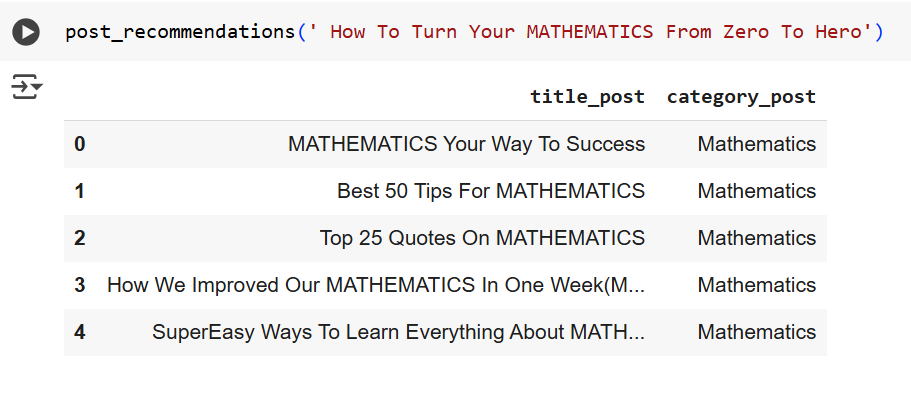 post_recommendations(' How To Turn Your MATHEMATICS From Zero To Hero')
title_post category_post
0 MATHEMATICS Your Way To Success Mathematics
1 Best 50 Tips For MATHEMATICS Mathematics
2 Top 25 Quotes On MATHEMATICS Mathematics
3 How We Improved Our MATHEMATICS In One Week(M... Mathematics
4 SuperEasy Ways To Learn Everything About MATH... Mathematics